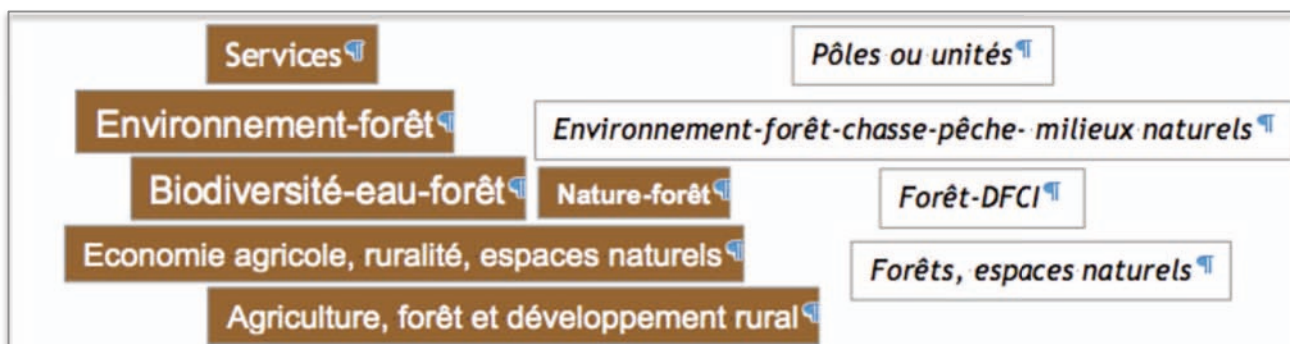 Services¶ Pôles ou unités¶
Environnement-forêt¶ Environnement-forêt-chasse-pêche- milieux naturels¶
Biodiversité-eau-forêt¶ Nature-forêt¶ Forêt-DFCI¶
Economie agricole, ruralité, espaces naturels¶ Forêts, espaces naturels¶
Agriculture, forêt et développement rural¶